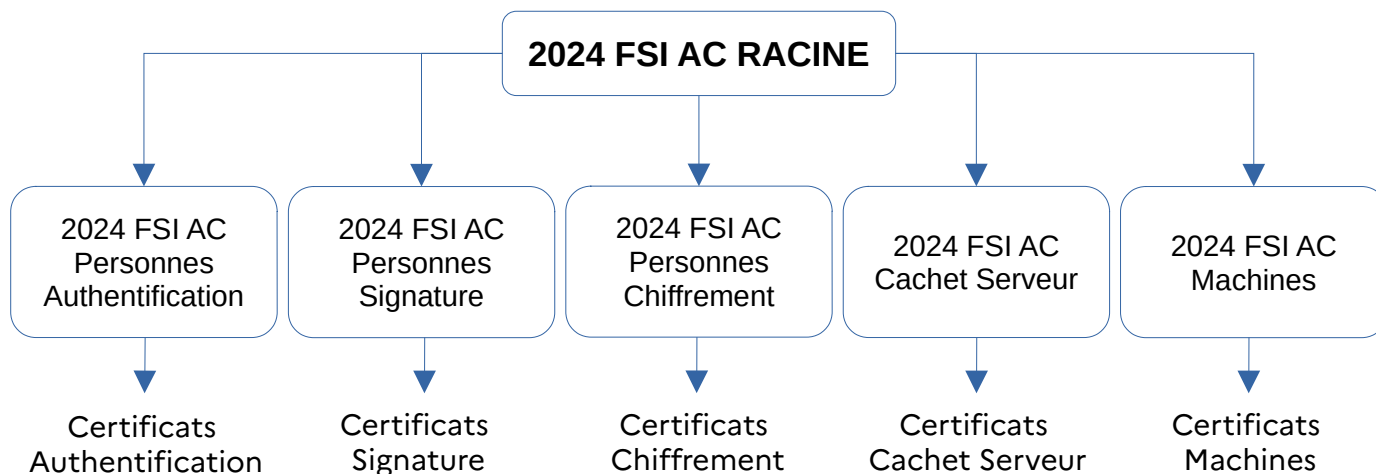 2024 FSI AC RACINE
2024 FSI AC
Personnes
Authentification
2024 FSI AC
Personnes
Signature
2024 FSI AC
Personnes
Chiffrement
2024 FSI AC
Cachet Serveur
2024 FSI AC
Machines
Certificats
Authentification
Certificats
Signature
Certificats
Chiffrement
Certificats
Cachet Serveur
Certificats
Machines